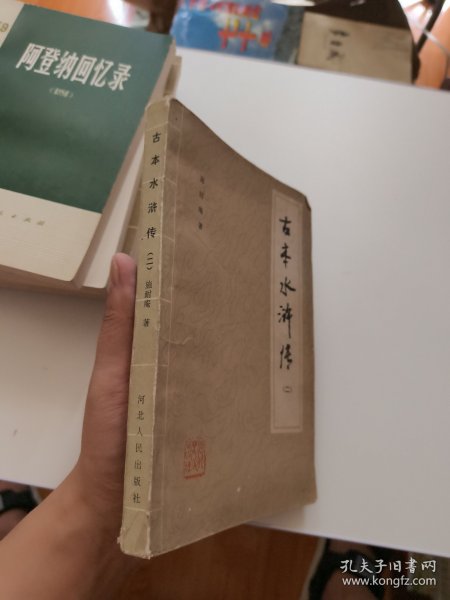 阿登纳回忆录
古本水浒传
(二)
施耐庵 著
河北人民出版社
施耐庵著
古本水浒传
(二)
孔夫子旧书网
www.kongfz.com